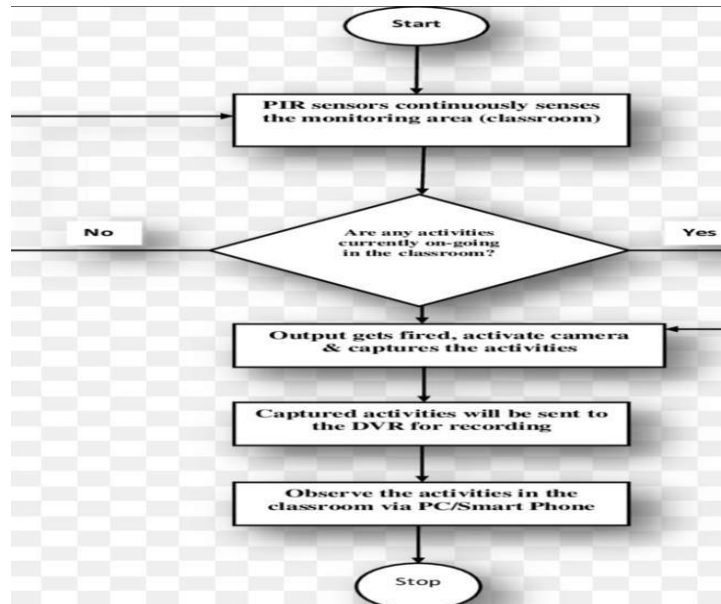 Start
PIR sensors continuously senses
the monitoring area (classroom)
No
Are any activities
currently on-going
in the classroom?
Yes
Output gets fired, activate camera
& captures the activities
Captured activities will be sent to
the DVR for recording
Observe the activities in the
classroom via PC/Smart Phone
Stop